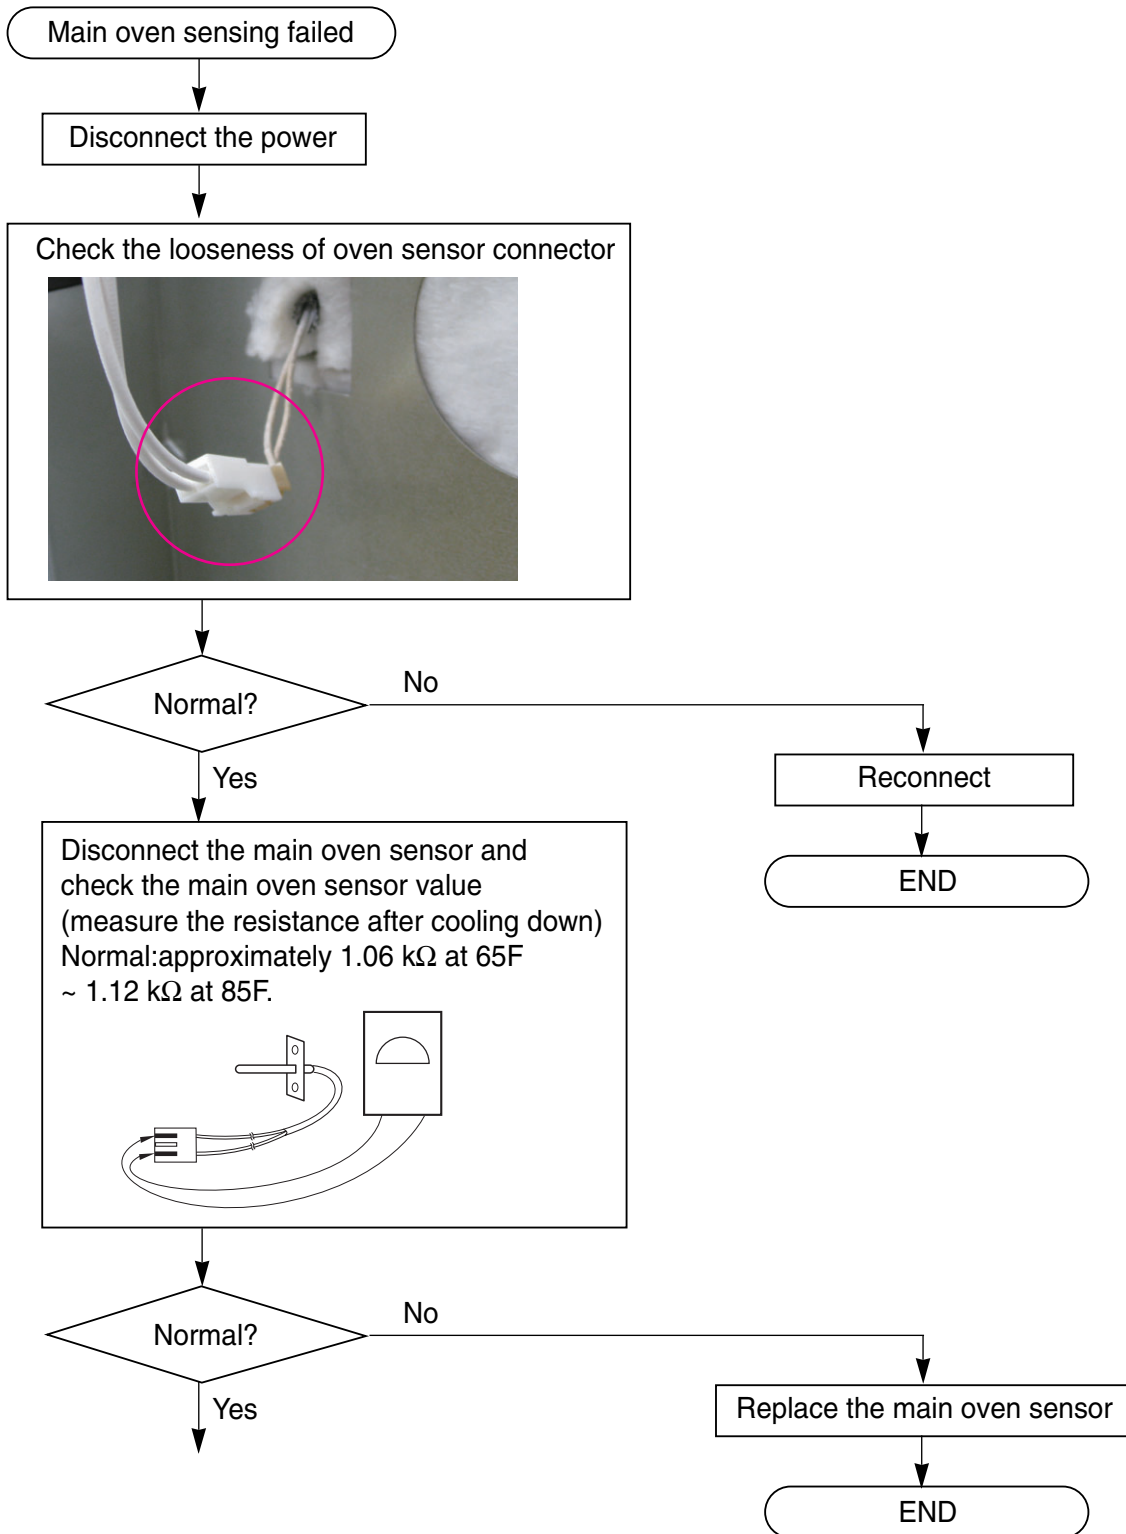 Main oven sensing failed
Disconnect the power
Check the looseness of oven sensor connector
Normal?
No
Reconnect
END
Yes
Disconnect the main oven sensor and
check the main oven sensor value
(measure the resistance after cooling down)
Normal:approximately 1.06 kΩ at 65F
~ 1.12 kΩ at 85F.
Normal?
No
Replace the main oven sensor
END
Yes